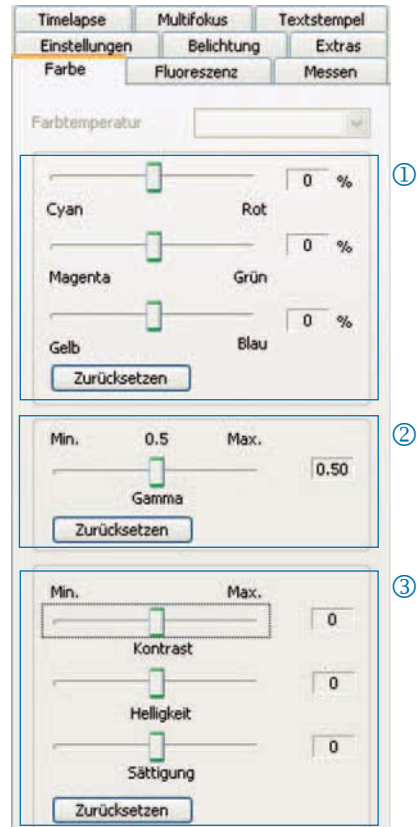 Timelapse Multifokus Textstempel
Einstellungen Belichtung Extras
Farbe Fluoreszenz Messen
Farbtemperatur
①
0 %
Cyan Rot
0 %
Magenta Grün
0 %
Gelb Blau
Zurücksetzen
②
Min. 0.5 Max.
0.50
Gamma
Zurücksetzen
③
Min. Max.
0
Kontrast
0
Helligkeit
0
Sättigung
Zurücksetzen